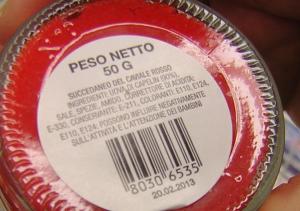 PESO NETTO
50 G
SUCCEDANEO DEL CAVIALE ROSSO
INGREDIENTI: UOVA DI CAPELIN (90%),
SALE, SPEZIE, AMIDO, CORRETTORE DI ACIDITÀ:
E-330, CONSERVANTE: E-211, COLORANTI: E110, E124.
E110, E124: POSSONO INFLUIRE NEGATIVAMENTE
SULL'ATTIVITÀ E L'ATTENZIONE DEI BAMBINI
8030 6535
20.02.2013